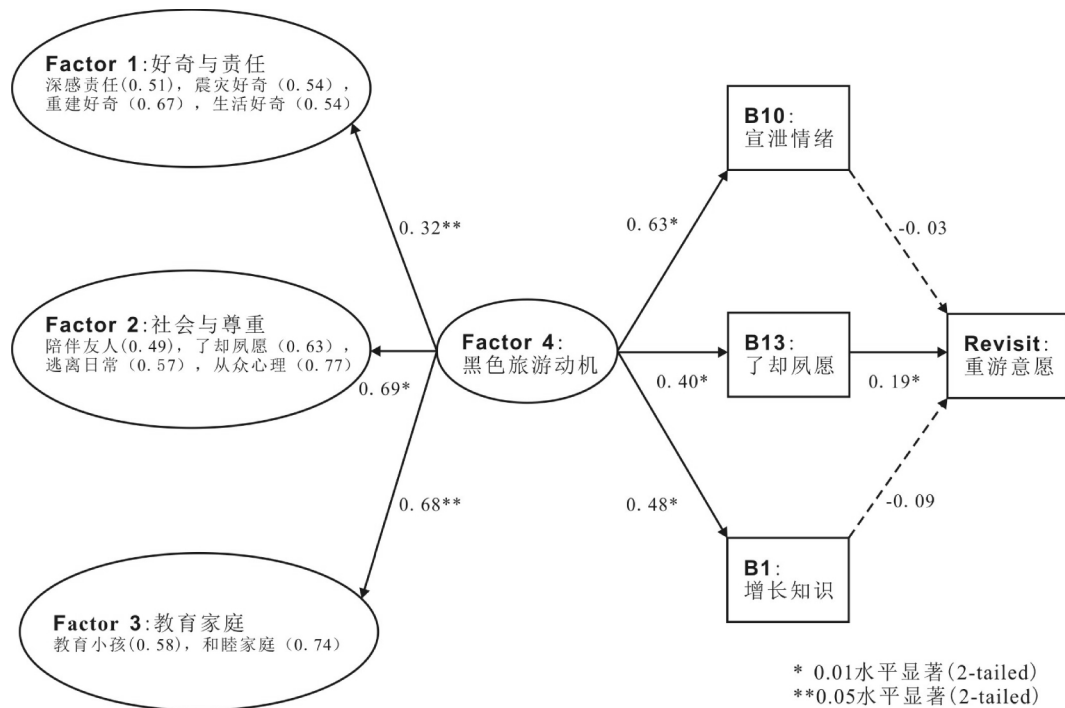 Factor 1:好奇与责任
深感责任(0.51),震灾好奇（0.54）,
重建好奇（0.67）,生活好奇（0.54）
0.32**
Factor 2:社会与尊重
陪伴友人(0.49),了却夙愿（0.63）,
逃离日常（0.57）,从众心理（0.77）
0.69*
Factor 3:教育家庭
教育小孩(0.58),和睦家庭（0.74）
0.68**
Factor 4:
黑色旅游动机
0.63*
0.40*
0.48*
B10:
宣泄情绪
B13:
了却夙愿
B1:
增长知识
-0.03
0.19*
-0.09
Revisit:
重游意愿
* 0.01水平显著(2-tailed)
**0.05水平显著(2-tailed)